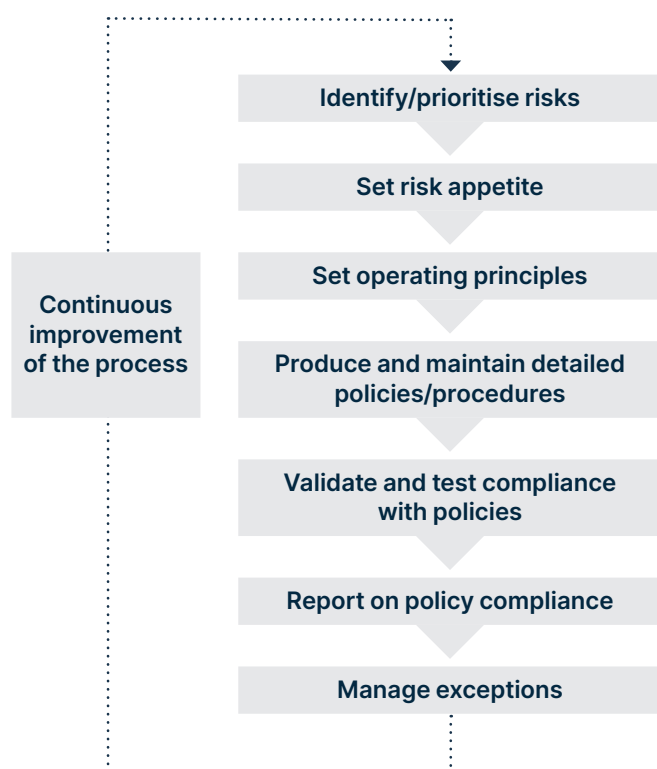 Identify/prioritise risks
Set risk appetite
Set operating principles
Continuous
improvement
of the process
Produce and maintain detailed
policies/procedures
Validate and test compliance
with policies
Report on policy compliance
Manage exceptions